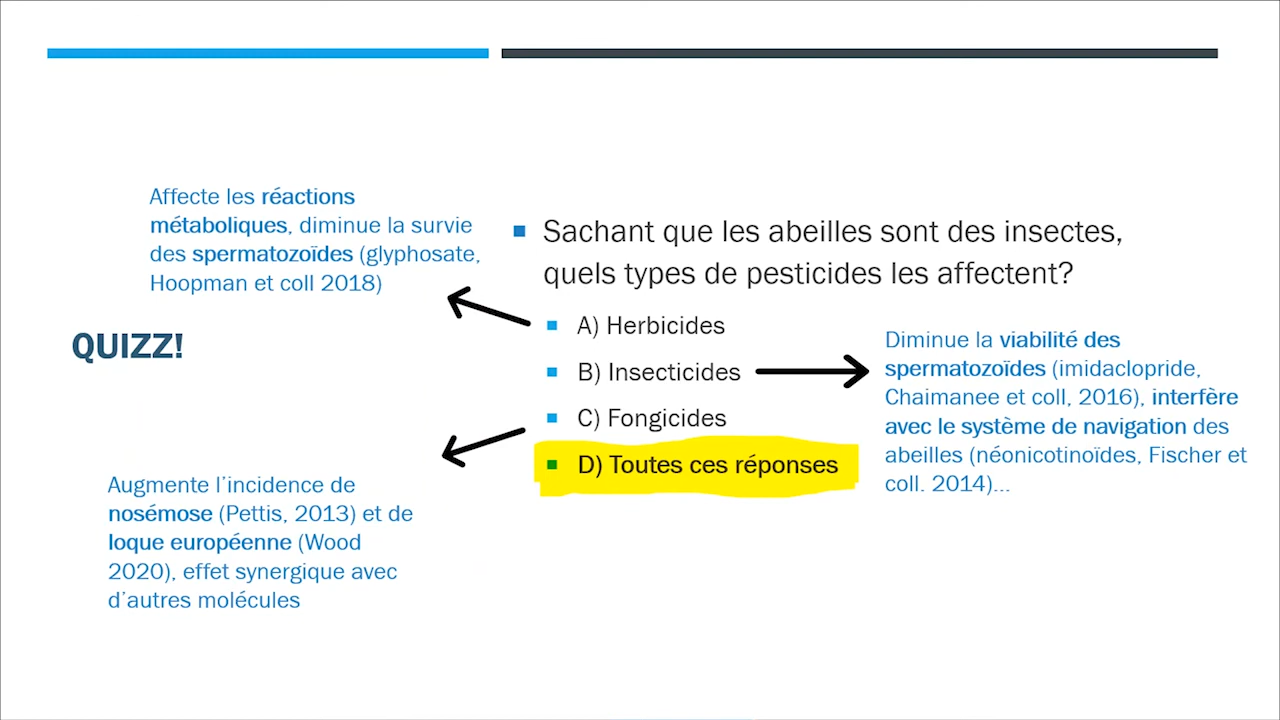 Affecte les réactions
métaboliques, diminue la survie
des spermatozoïdes (glyphosate,
Hoopman et coll 2018)
QUIZZ!
Augmente l'incidence de
nosémose (Pettis, 2013) et de
loque européenne (Wood
2020), effet synergique avec
d'autres molécules
Sachant que les abeilles sont des insectes,
quels types de pesticides les affectent?
A) Herbicides
B) Insecticides
C) Fongicides
D) Toutes ces réponses
Diminue la viabilité des
spermatozoïdes (imidaclopride,
Chaimanee et coll, 2016), interfère
avec le système de navigation des
abeilles (néonicotinoïdes, Fischer et
coll. 2014)...